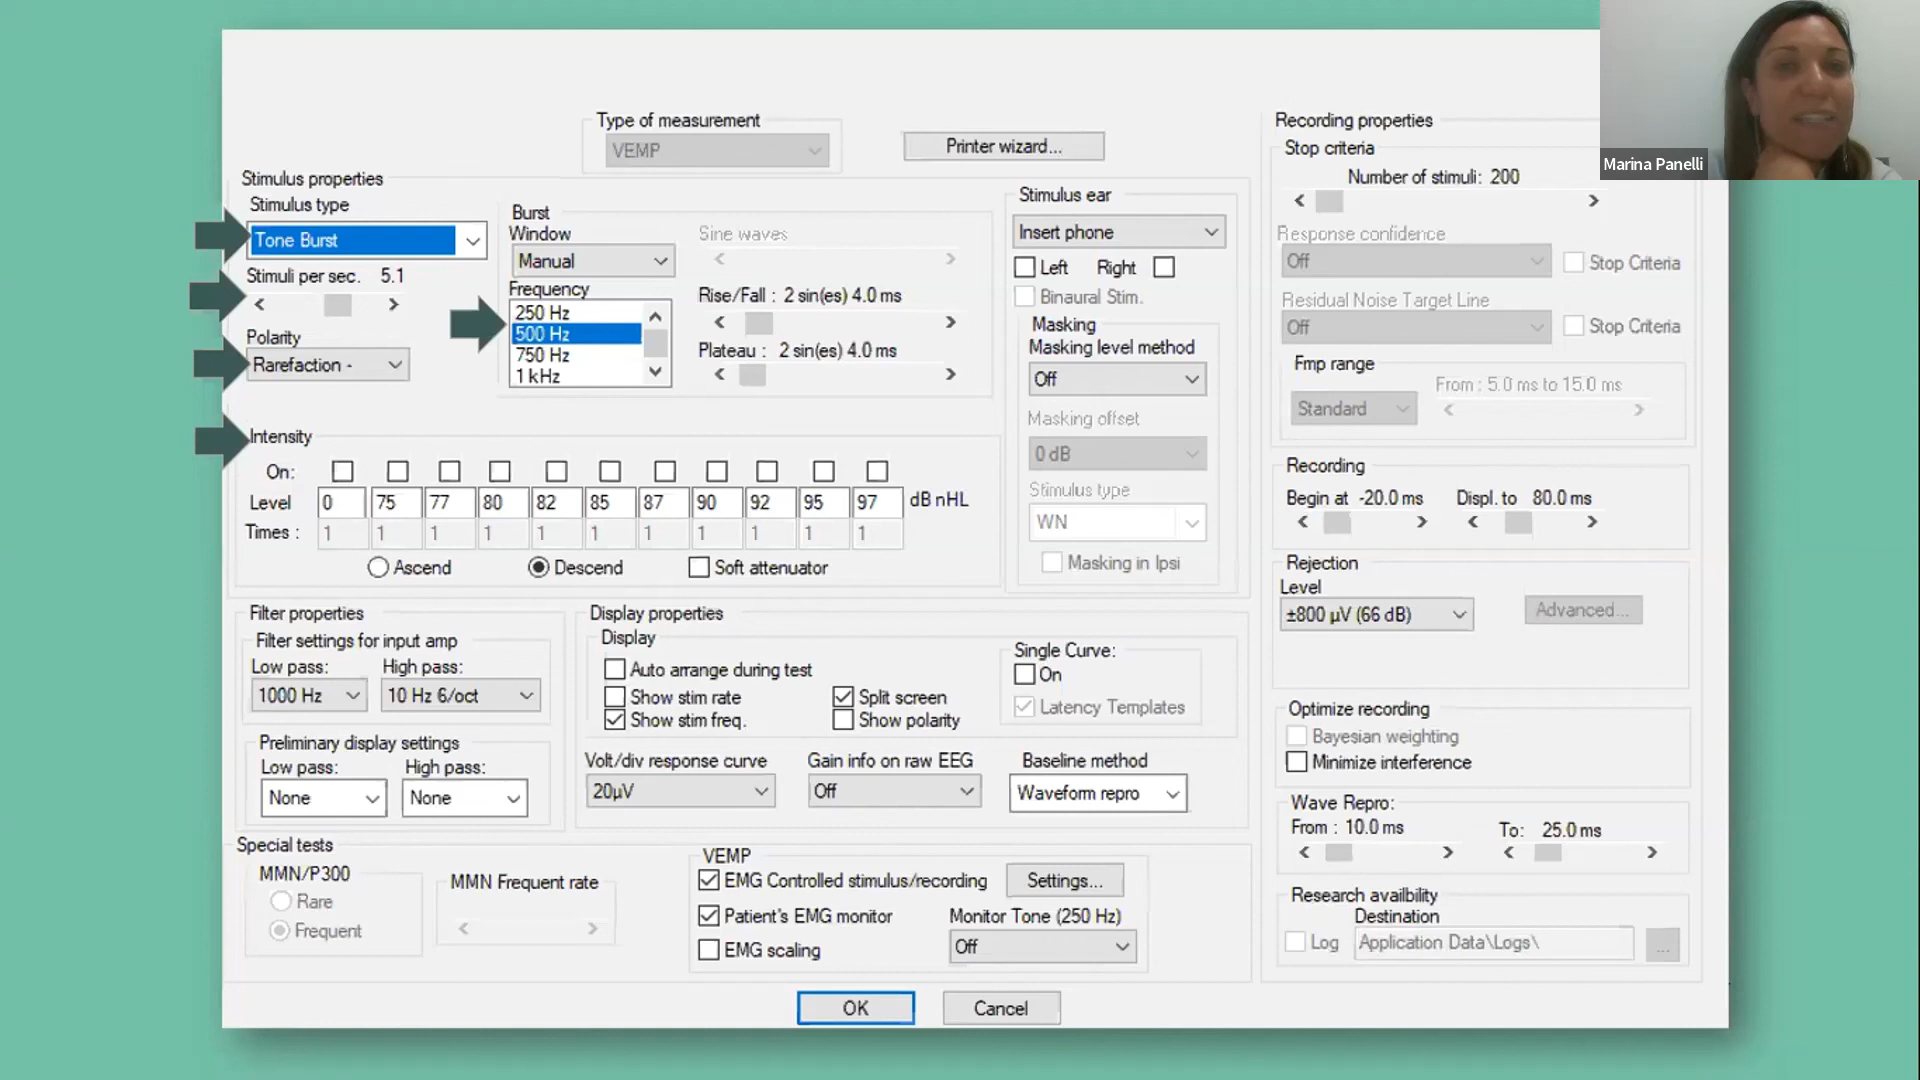 Marina Panelli
Type of measurement
VEMP
Printer wizard...
Stimulus properties
Stimulus type
Tone Burst
Stimuli per sec. 5.1
Polarity
Rarefaction -
Burst
Window
Manual
Frequency
250 Hz
500 Hz
750 Hz
1 kHz
Sine waves
Rise/Fall : 2 sin(es) 4.0 ms
Plateau : 2 sin(es) 4.0 ms
Intensity
On:
Level 0 75 77 80 82 85 87 90 92 95 97 dB nHL
Times : 1 1 1 1 1 1 1 1 1 1 1
Ascend Descend Soft attenuator
Stimulus ear
Insert phone
Left Right
Binaural Stim.
Masking
Masking level method
Off
Masking offset
0 dB
Stimulus type
WN
Masking in Ipsi
Filter properties
Filter settings for input amp
Low pass: High pass:
1000 Hz 10 Hz 6/oct
Preliminary display settings
Low pass: High pass:
None None
Display properties
Display
Auto arrange during test
Show stim rate Split screen
Show stim freq. Show polarity
Single Curve:
On
Latency Templates
Volt/div response curve Gain info on raw EEG Baseline method
20µV Off Waveform repro
Special tests
MMN/P300
Rare
Frequent
MMN Frequent rate
VEMP
EMG Controlled stimulus/recording Settings...
Patient's EMG monitor Monitor Tone (250 Hz)
EMG scaling Off
Recording properties
Stop criteria
Number of stimuli: 200
Response confidence
Off Stop Criteria
Residual Noise Target Line
Off Stop Criteria
Fmp range
Standard From : 5.0 ms to 15.0 ms
Recording
Begin at -20.0 ms Displ. to 80.0 ms
Rejection
Level
±800 µV (66 dB) Advanced...
Optimize recording
Bayesian weighting
Minimize interference
Wave Repro:
From : 10.0 ms To: 25.0 ms
Research availbility
Destination
Log Application Data\Logs\ ...
OK Cancel